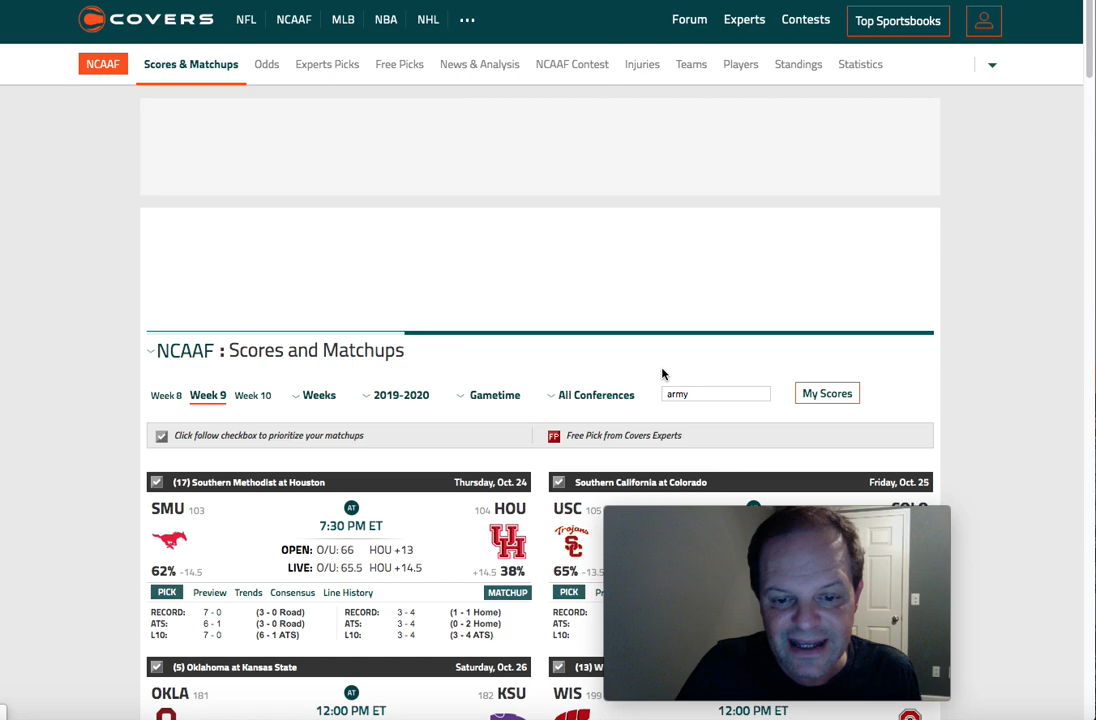 COVERS NFL NCAAF MLB NBA NHL ... Forum Experts Contests Top Sportsbooks
NCAAF Scores & Matchups Odds Experts Picks Free Picks News & Analysis NCAAF Contest Injuries Teams Players Standings Statistics
NCAAF : Scores and Matchups
Week 8 Week 9 Week 10 Weeks 2019-2020 Gametime All Conferences army My Scores
Click follow checkbox to prioritize your matchups FP Free Pick from Covers Experts
(17) Southern Methodist at Houston Thursday, Oct. 24
SMU 103 AT 104 HOU
7:30 PM ET
OPEN: O/U: 66 HOU +13
LIVE: O/U: 65.5 HOU +14.5
62% -14.5 +14.5 38%
PICK Preview Trends Consensus Line History MATCHUP
RECORD: 7 - 0 (3 - 0 Road) RECORD: 3 - 4 (1 - 1 Home)
ATS: 6 - 1 (3 - 0 Road) ATS: 3 - 4 (0 - 2 Home)
L10: 7 - 0 (6 - 1 ATS) L10: 3 - 4 (3 - 4 ATS)
Southern California at Colorado Friday, Oct. 25
USC 105
Trojans
65% -13.5
PICK
RECORD:
ATS:
L10:
(5) Oklahoma at Kansas State Saturday, Oct. 26
OKLA 181 AT 182 KSU
12:00 PM ET
(13) W
WIS 199
12:00 PM ET